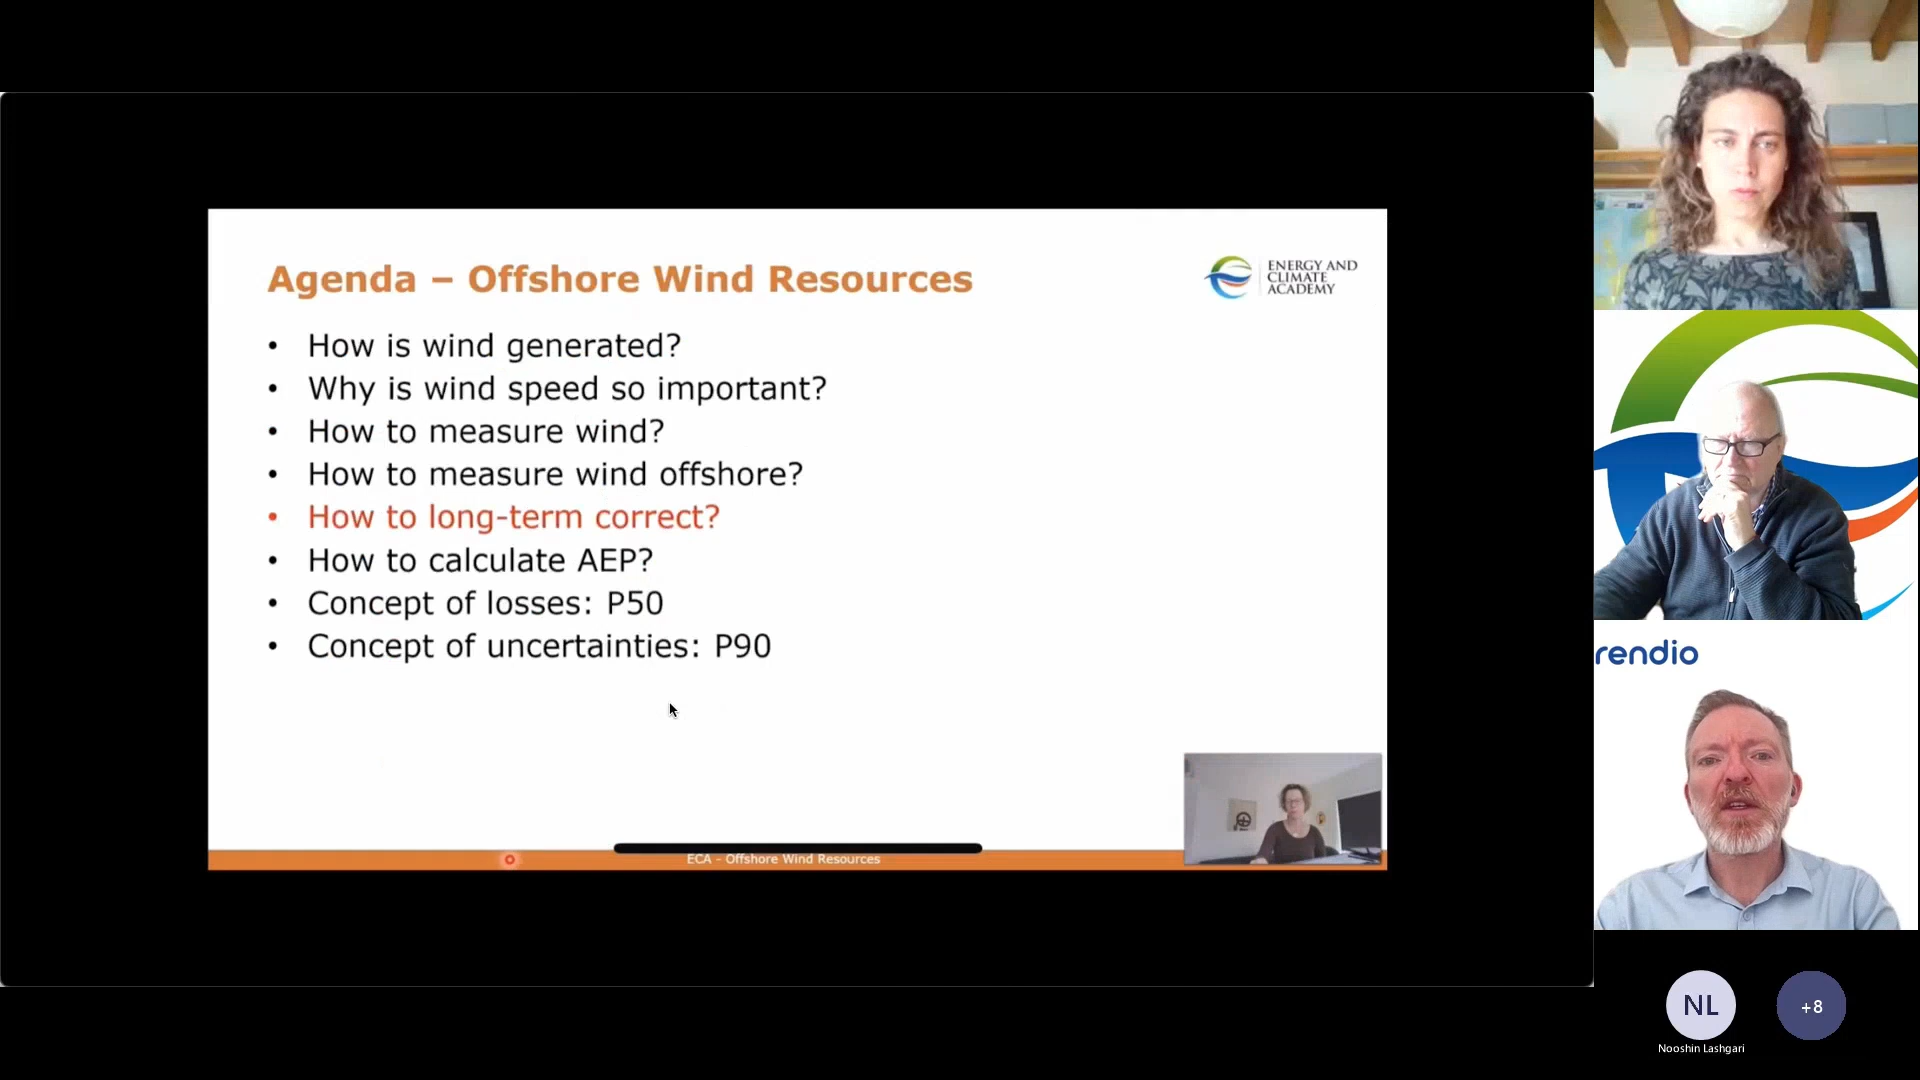 Agenda – Offshore Wind Resources
ENERGY AND
CLIMATE
ACADEMY
• How is wind generated?
• Why is wind speed so important?
• How to measure wind?
• How to measure wind offshore?
• How to long-term correct?
• How to calculate AEP?
• Concept of losses: P50
• Concept of uncertainties: P90
ECA - Offshore Wind Resources
rendio
NL
+8
Nooshin Lashgari